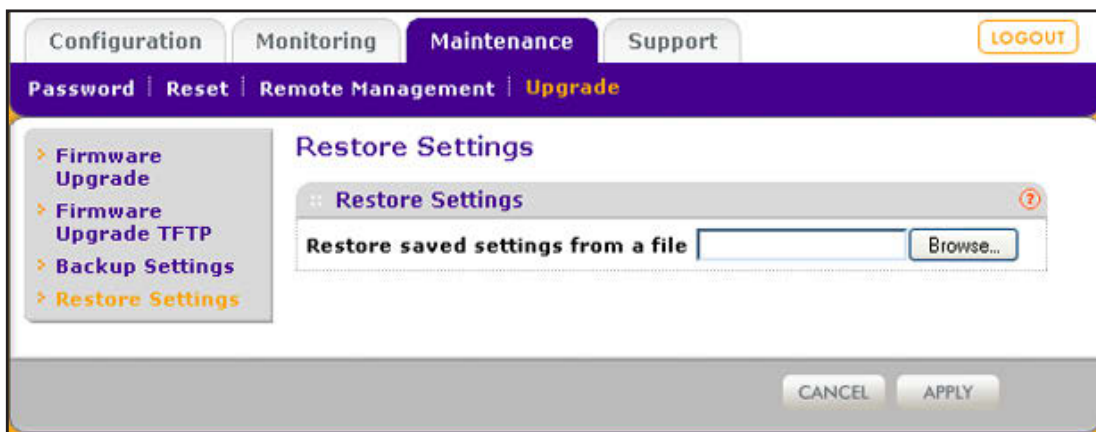 Configuration Monitoring Maintenance Support LOGOUT
Password Reset Remote Management Upgrade
Firmware
Upgrade
Firmware
Upgrade TFTP
Backup Settings
Restore Settings
Restore Settings
Restore Settings ?
Restore saved settings from a file Browse...
CANCEL APPLY